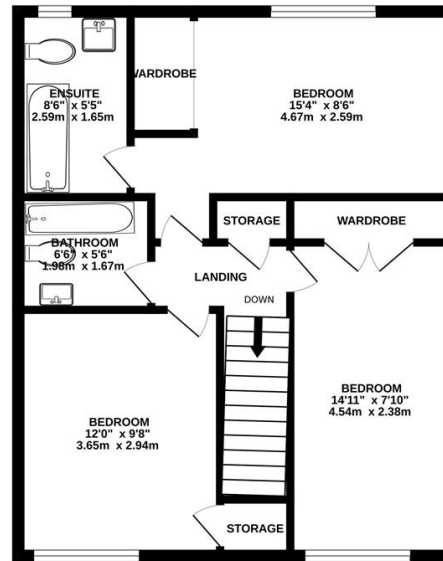 ENSUITE
8'6" x 5'5"
2.59m x 1.65m
WARDROBE
BEDROOM
15'4" x 8'6"
4.67m x 2.59m
STORAGE
WARDROBE
BATHROOM
6'6" x 5'6"
1.98m x 1.67m
LANDING
DOWN
BEDROOM
12'0" x 9'8"
3.65m x 2.94m
BEDROOM
14'11" x 7'10"
4.54m x 2.38m
STORAGE